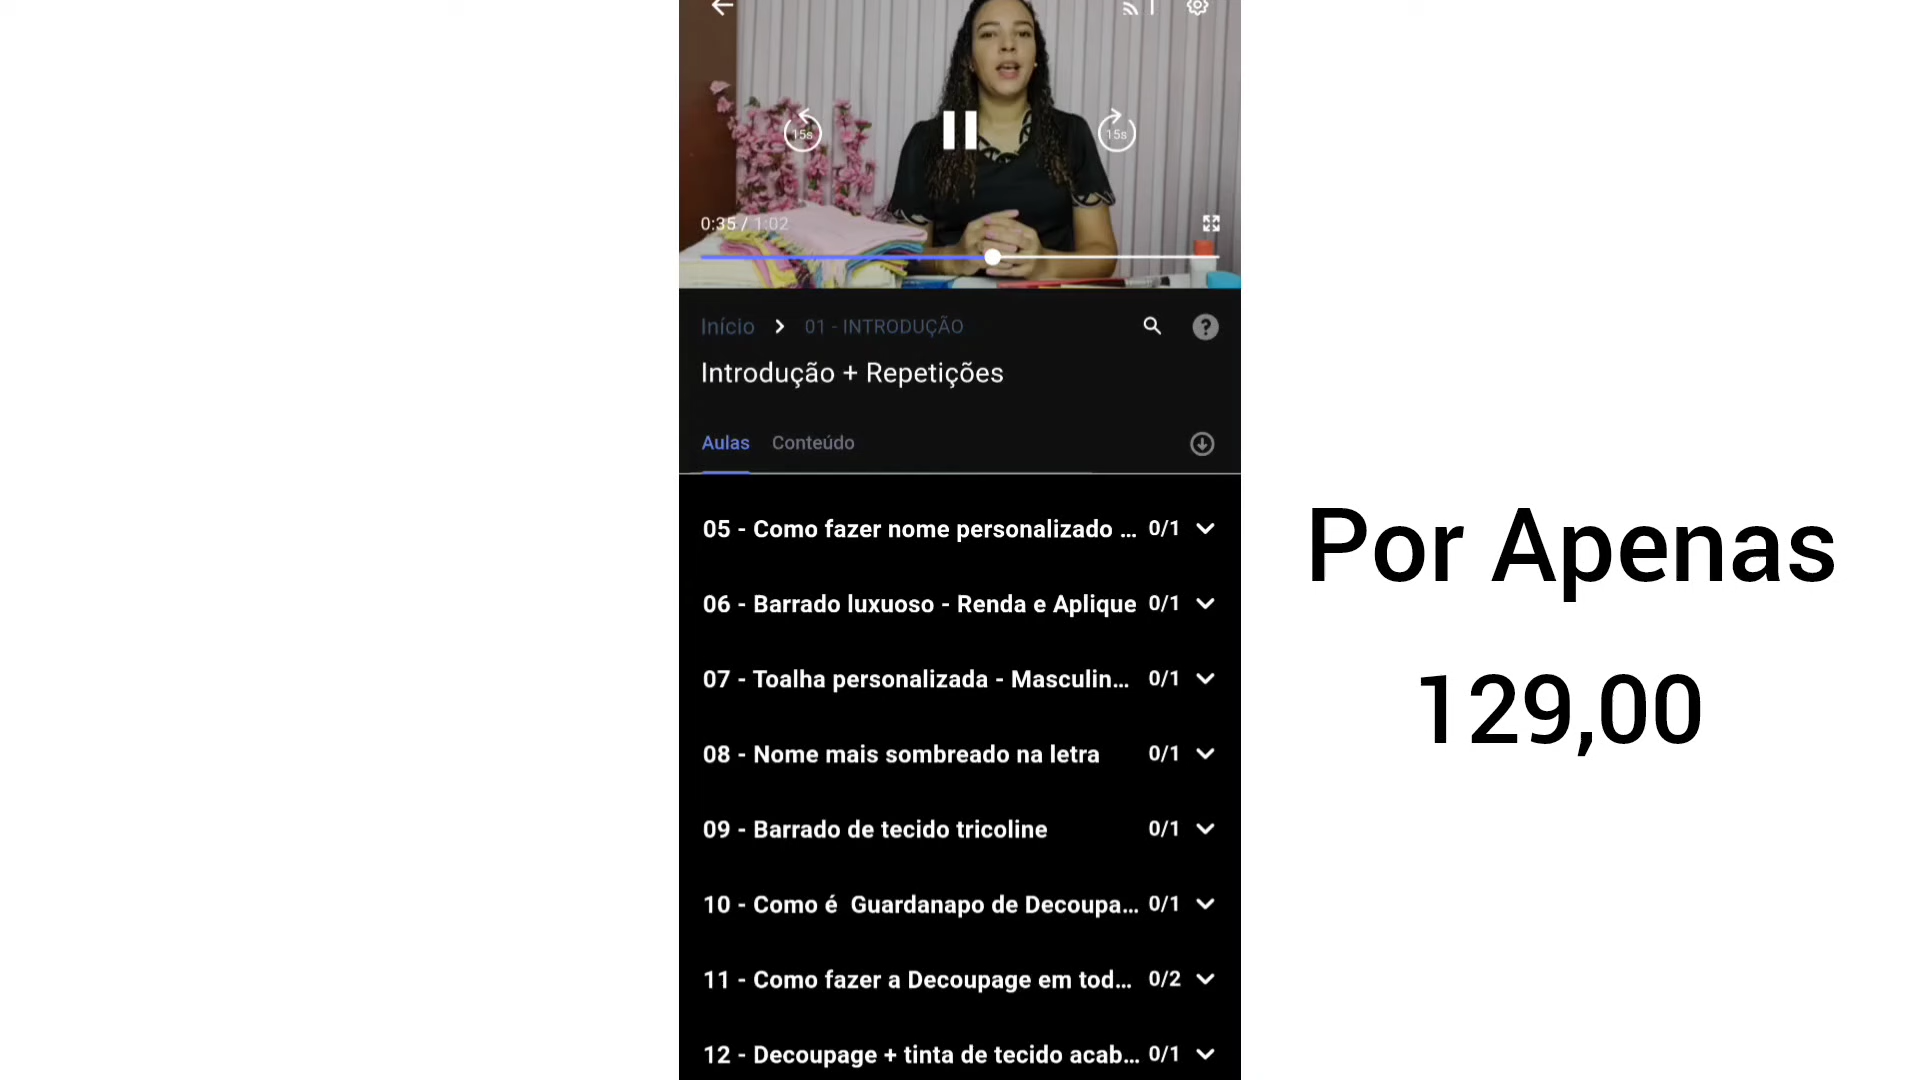 15s
15s
0:35 / 1:02
Início
01 - INTRODUÇÃO
?
Introdução + Repetições
Aulas Conteúdo
05 - Como fazer nome personalizado ... 0/1
06 - Barrado luxuoso - Renda e Aplique 0/1
07 - Toalha personalizada - Masculin... 0/1
08 - Nome mais sombreado na letra 0/1
09 - Barrado de tecido tricoline 0/1
10 - Como é  Guardanapo de Decoupa... 0/1
11 - Como fazer a Decoupage em tod... 0/2
12 - Decoupage + tinta de tecido acab... 0/1
Por Apenas
129,00